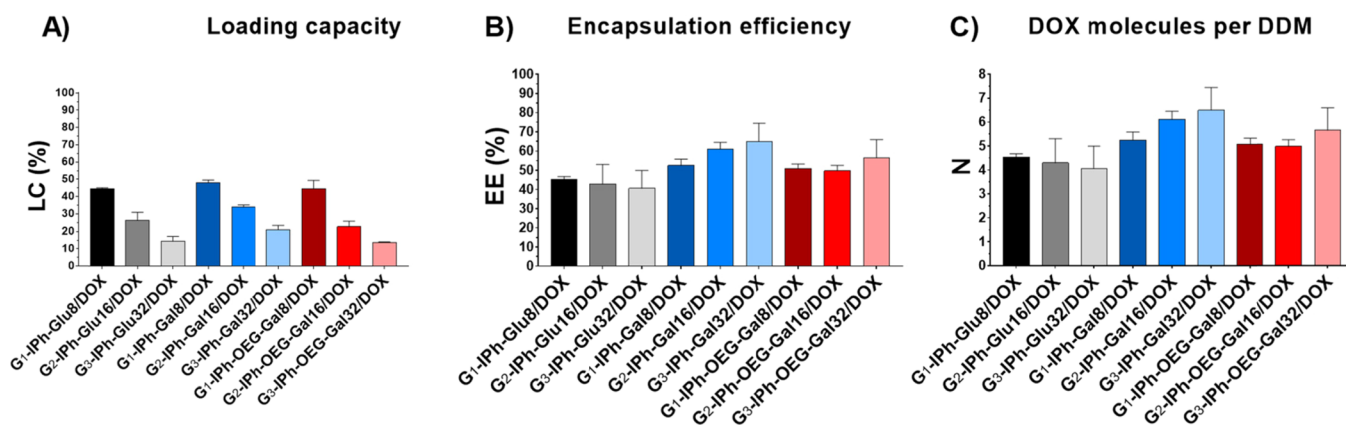 A) Loading capacity
LC (%)
100
90
80
70
60
50
40
30
20
10
0
G1-IPh-Glu8/DOX
G2-IPh-Glu16/DOX
G3-IPh-Glu32/DOX
G1-IPh-Gal8/DOX
G2-IPh-Gal16/DOX
G3-IPh-Gal32/DOX
G1-IPh-OEG-Gal8/DOX
G2-IPh-OEG-Gal16/DOX
G3-IPh-OEG-Gal32/DOX
B) Encapsulation efficiency
EE (%)
100
90
80
70
60
50
40
30
20
10
0
G1-IPh-Glu8/DOX
G2-IPh-Glu16/DOX
G3-IPh-Glu32/DOX
G1-IPh-Gal8/DOX
G2-IPh-Gal16/DOX
G3-IPh-Gal32/DOX
G1-IPh-OEG-Gal8/DOX
G2-IPh-OEG-Gal16/DOX
G3-IPh-OEG-Gal32/DOX
C) DOX molecules per DDM
N
8
7
6
5
4
3
2
1
0
G1-IPh-Glu8/DOX
G2-IPh-Glu16/DOX
G3-IPh-Glu32/DOX
G1-IPh-Gal8/DOX
G2-IPh-Gal16/DOX
G3-IPh-Gal32/DOX
G1-IPh-OEG-Gal8/DOX
G2-IPh-OEG-Gal16/DOX
G3-IPh-OEG-Gal32/DOX